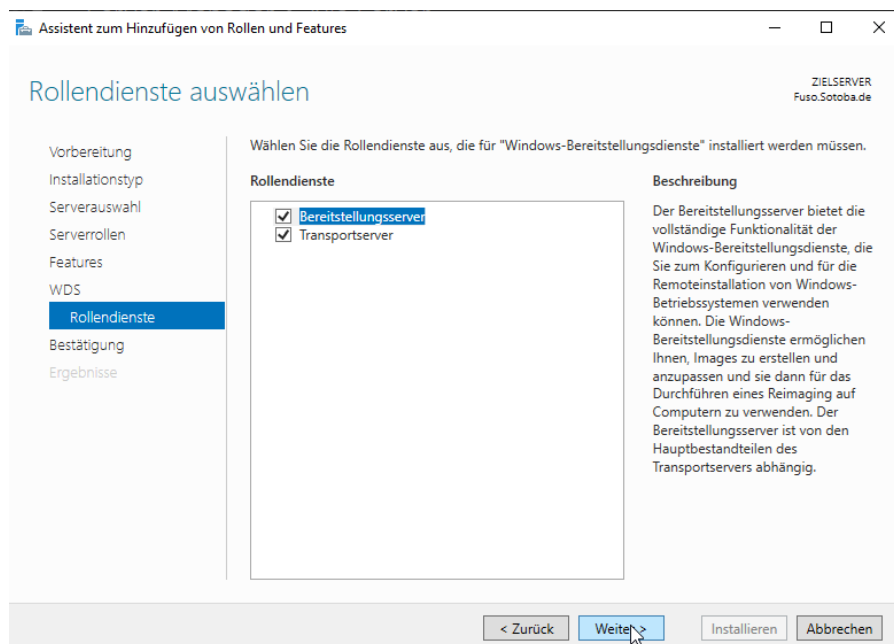 Assistent zum Hinzufügen von Rollen und Features
Rollendienste auswählen
ZIELSERVER
Fuso.Sotoba.de
Vorbereitung
Installationstyp
Serverauswahl
Serverrollen
Features
WDS
Rollendienste
Bestätigung
Ergebnisse
Wählen Sie die Rollendienste aus, die für "Windows-Bereitstellungsdienste" installiert werden müssen.
Rollendienste
Bereitstellungsserver
Transportserver
Beschreibung
Der Bereitstellungsserver bietet die
vollständige Funktionalität der
Windows-Bereitstellungsdienste, die
Sie zum Konfigurieren und für die
Remoteinstallation von Windows-
Betriebssystemen verwenden
können. Die Windows-
Bereitstellungsdienste ermöglichen
Ihnen, Images zu erstellen und
anzupassen und sie dann für das
Durchführen eines Reimaging auf
Computern zu verwenden. Der
Bereitstellungsserver ist von den
Hauptbestandteilen des
Transportservers abhängig.
< Zurück
Weiter >
Installieren
Abbrechen